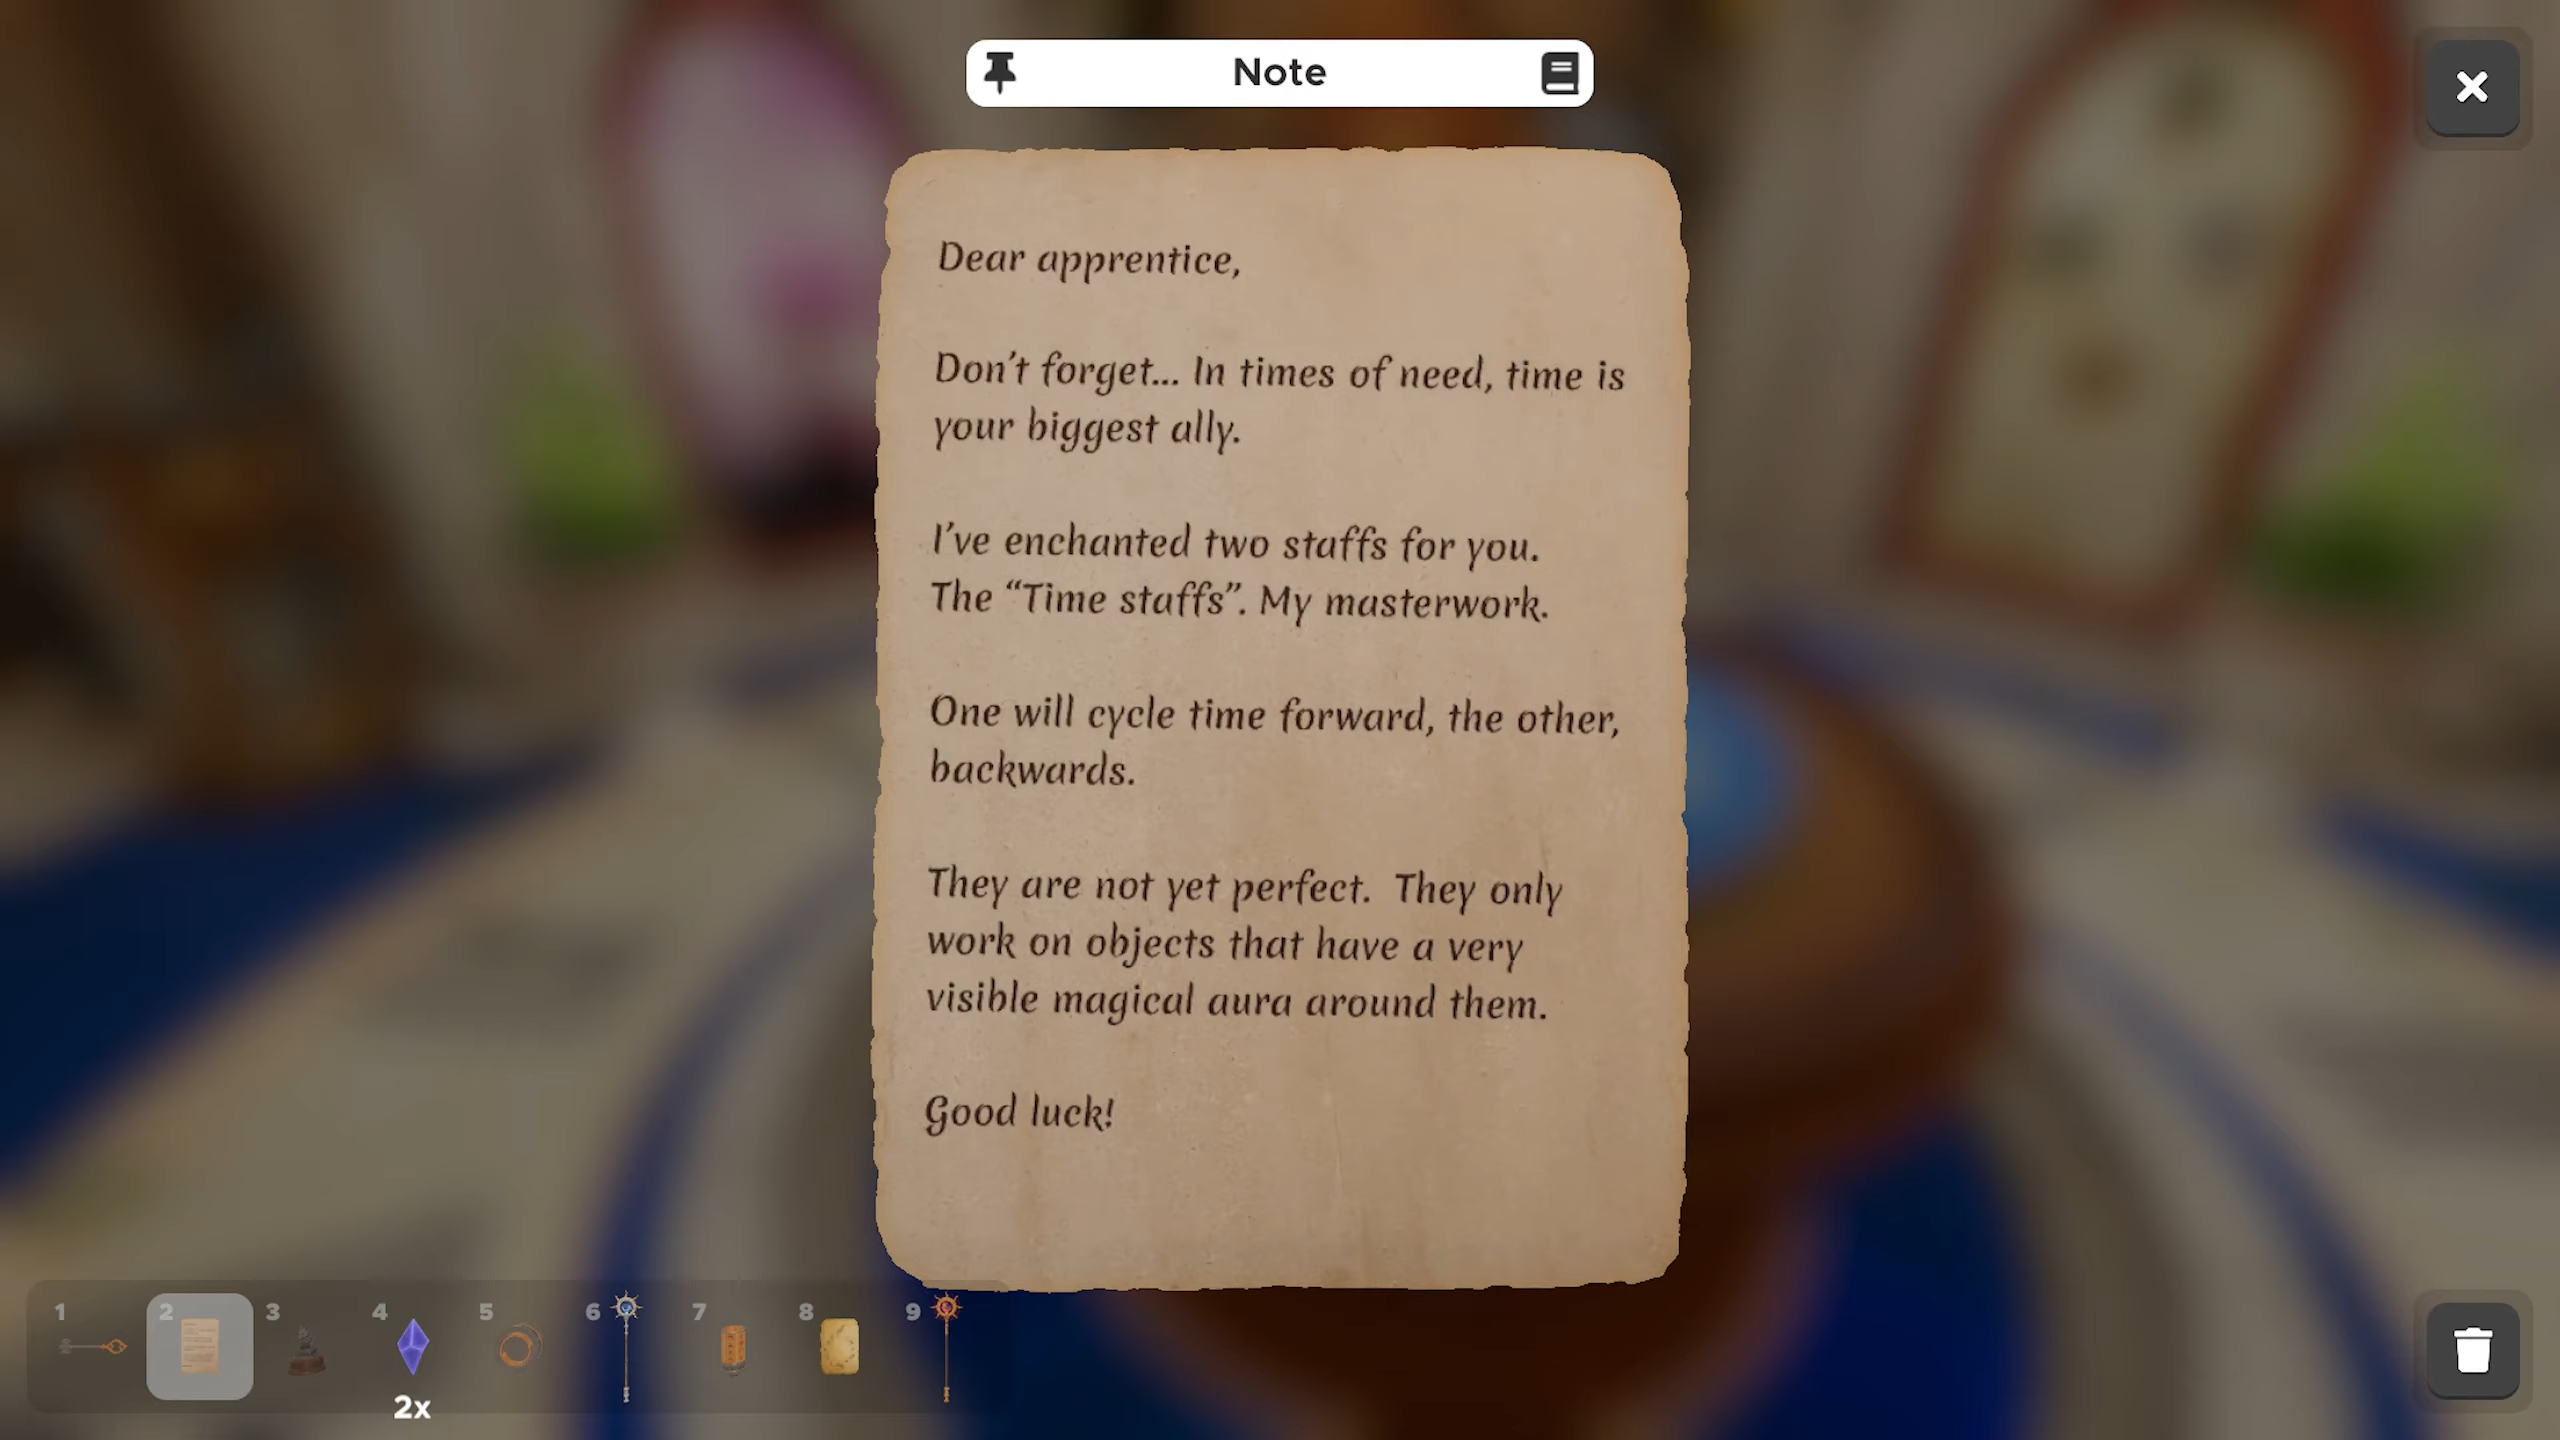 Note
Dear apprentice,
Don't forget... In times of need, time is
your biggest ally.
I've enchanted two staffs for you.
The “Time staffs”. My masterwork.
One will cycle time forward, the other,
backwards.
They are not yet perfect.  They only
work on objects that have a very
visible magical aura around them.
Good luck!
1 2 3 4 5 6 7 8 9
2x